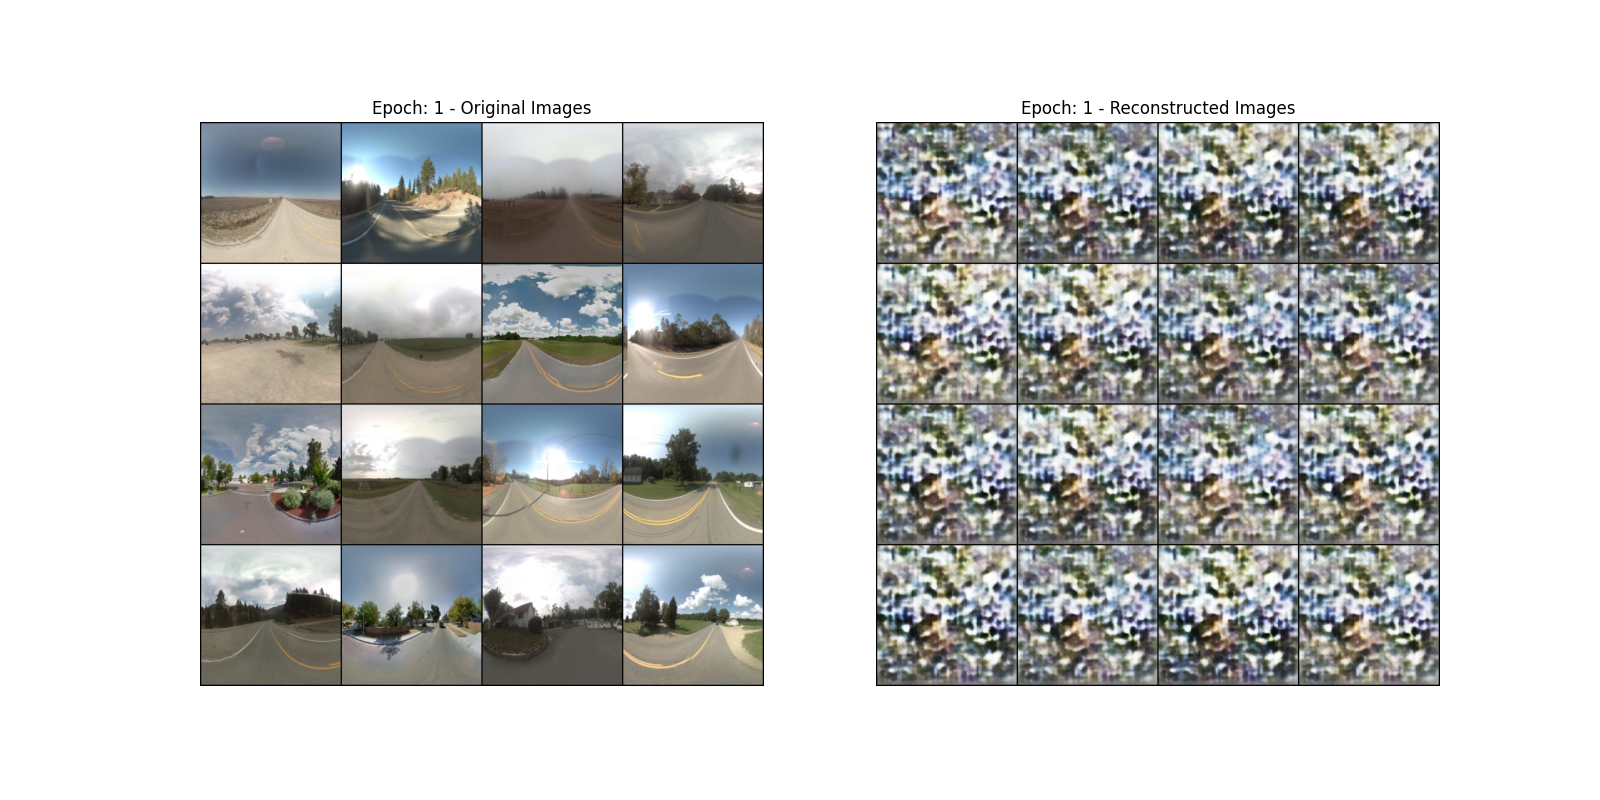 Epoch: 1 - Original Images
Epoch: 1 - Reconstructed Images